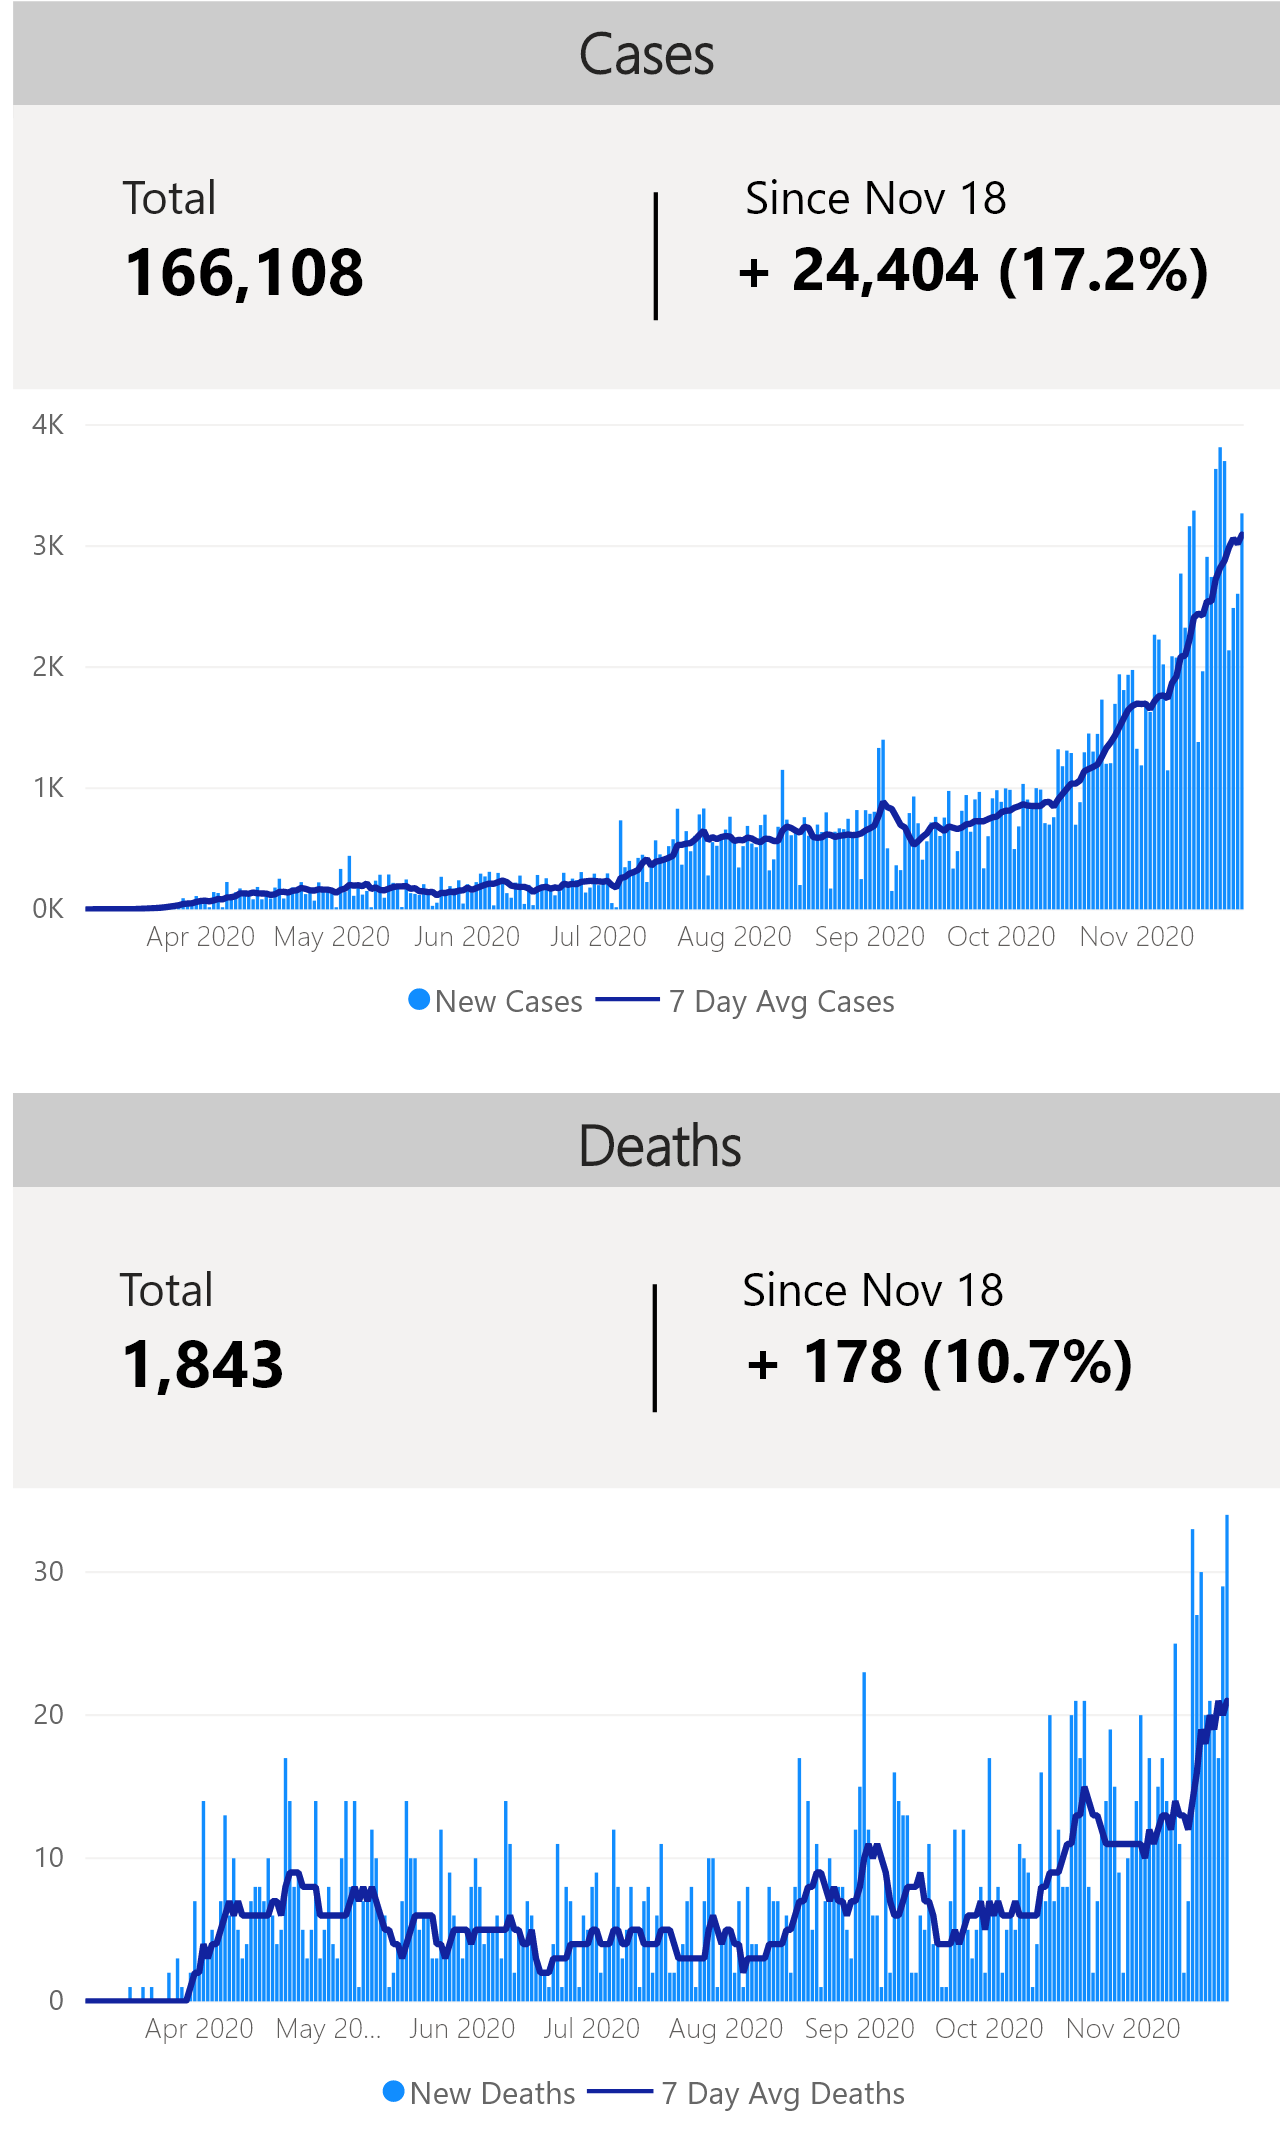 Cases
Total
Since Nov 18
166,108
+ 24,404 (17.2%)
4K
3K
2K
1K
0K
Apr 2020 May 2020 Jun 2020 Jul 2020 Aug 2020 Sep 2020 Oct 2020 Nov 2020
New Cases 7 Day Avg Cases
Deaths
Total
Since Nov 18
1,843
+ 178 (10.7%)
30
20
10
0
Apr 2020 May 20... Jun 2020 Jul 2020 Aug 2020 Sep 2020 Oct 2020 Nov 2020
New Deaths 7 Day Avg Deaths